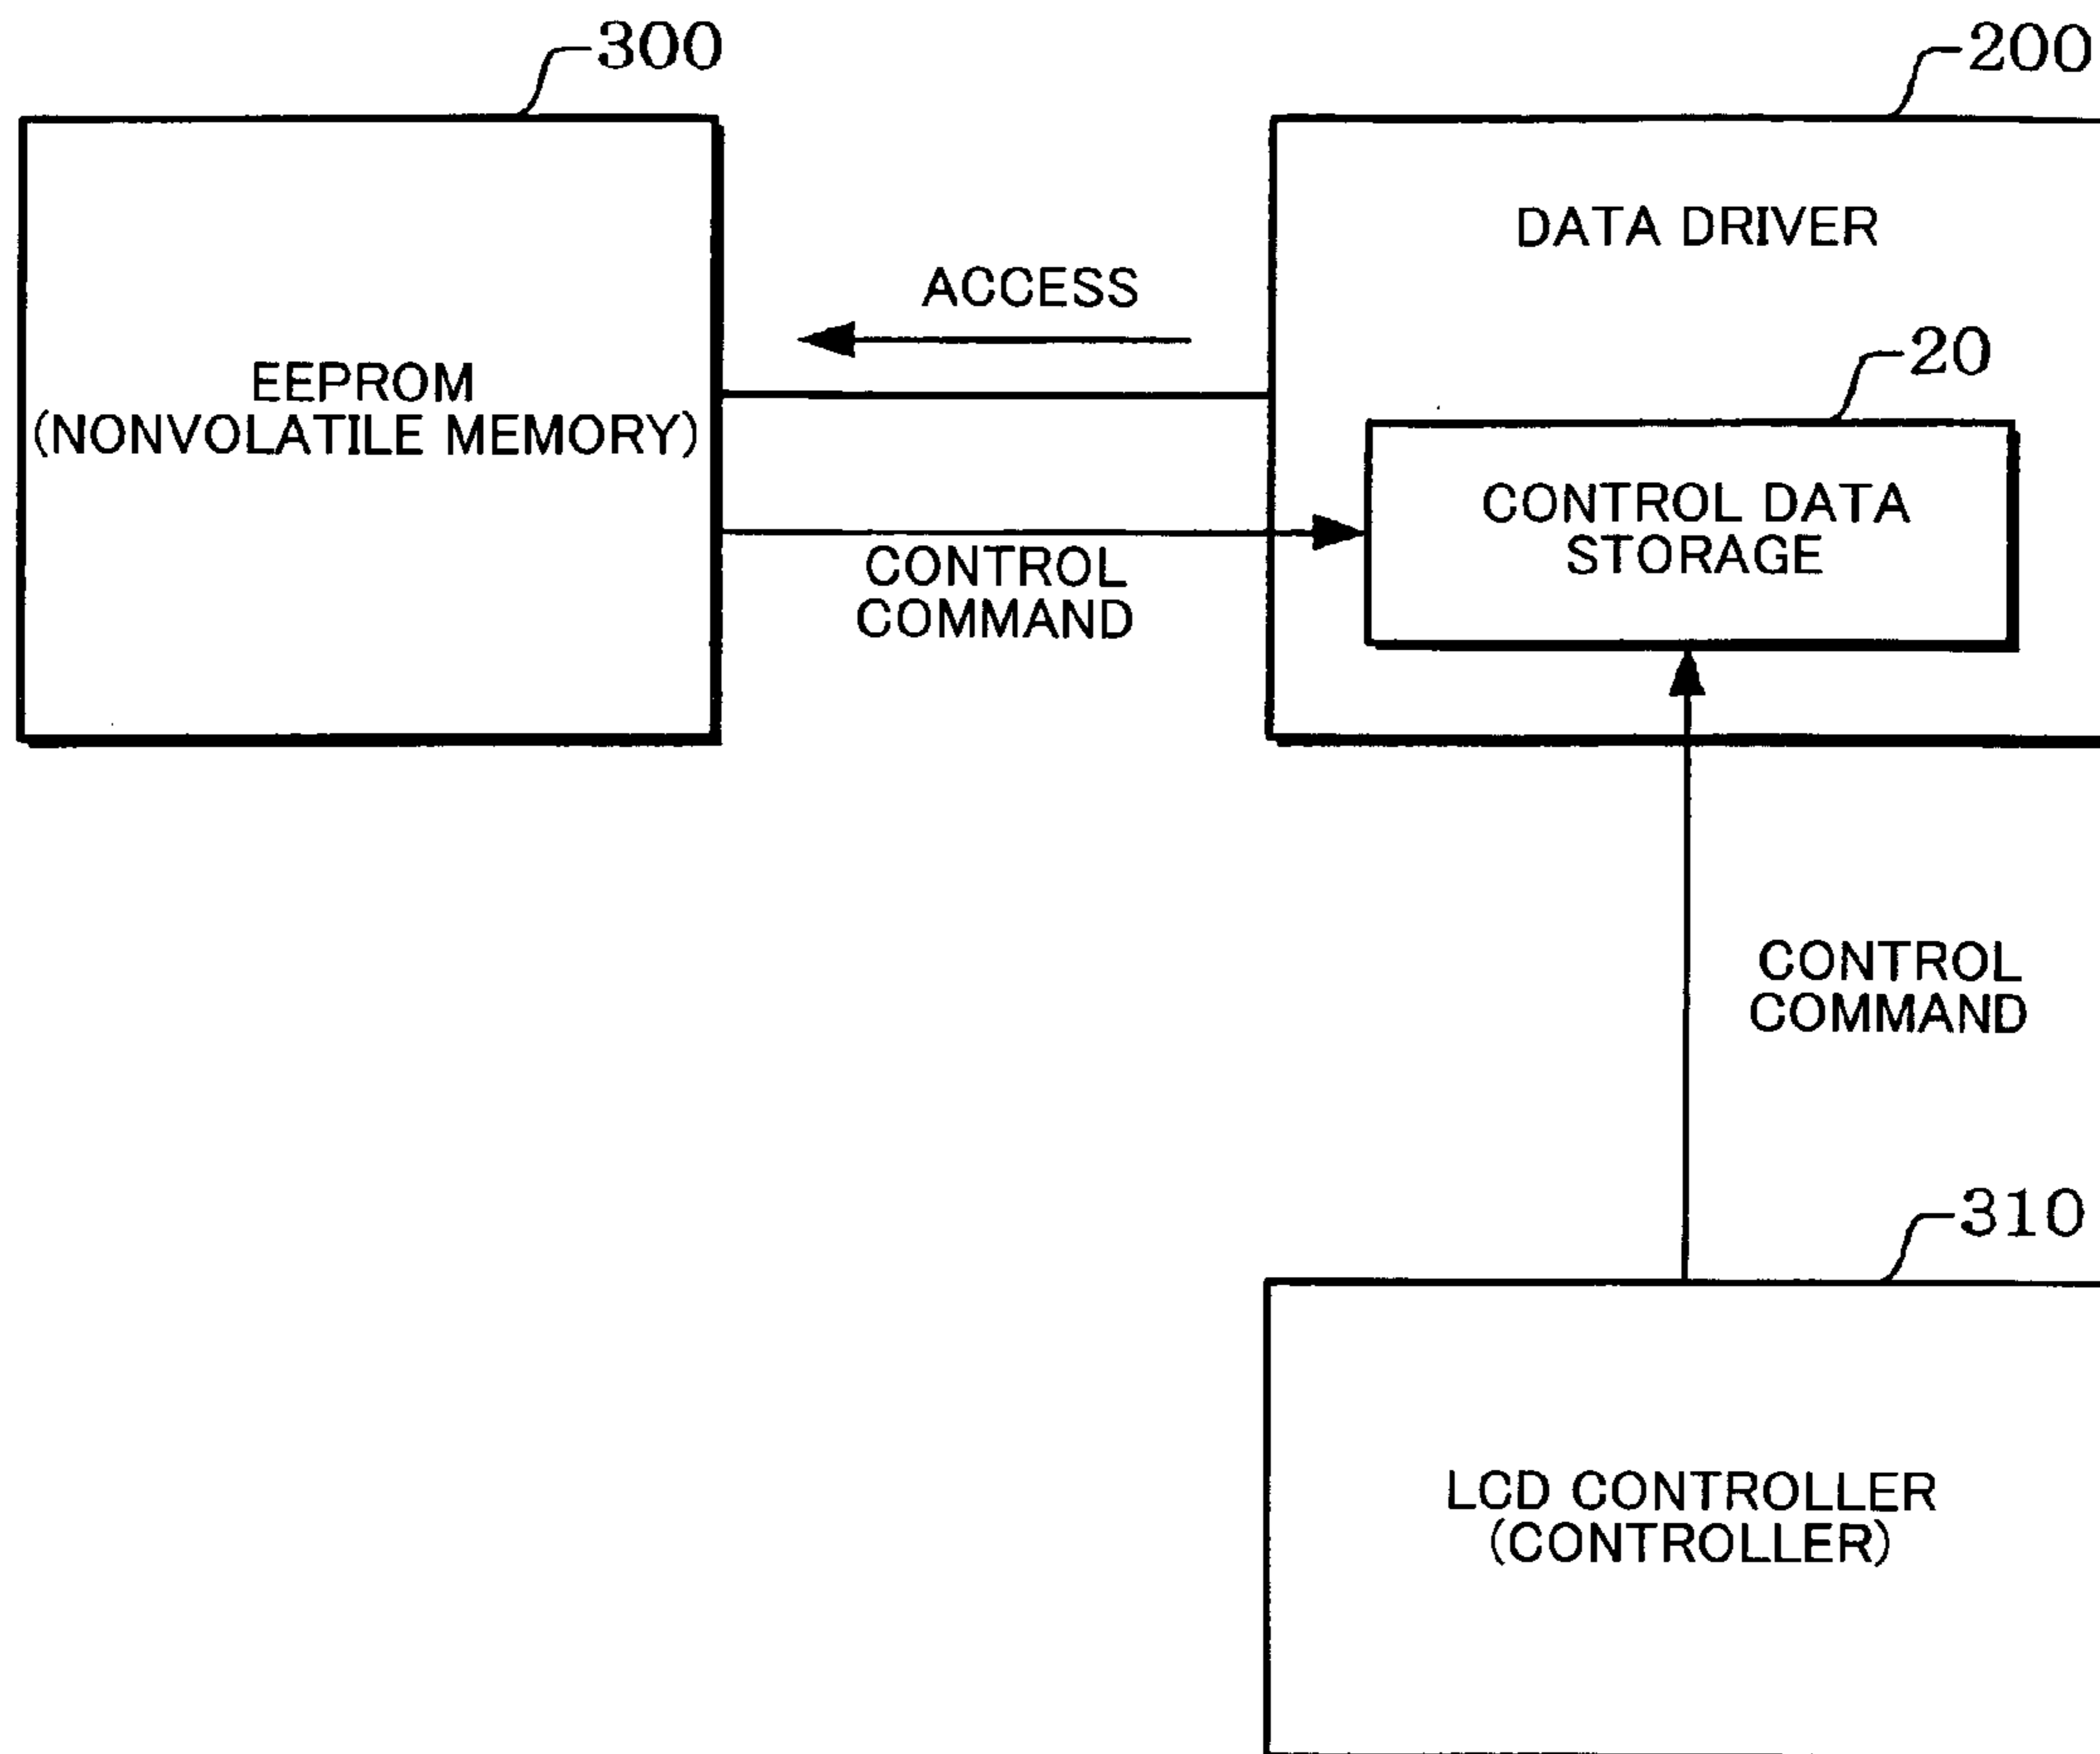 300
200
DATA DRIVER
ACCESS
20
EEPROM
(NONVOLATILE MEMORY)
CONTROL DATA
STORAGE
CONTROL
COMMAND
CONTROL
COMMAND
310
LCD CONTROLLER
(CONTROLLER)